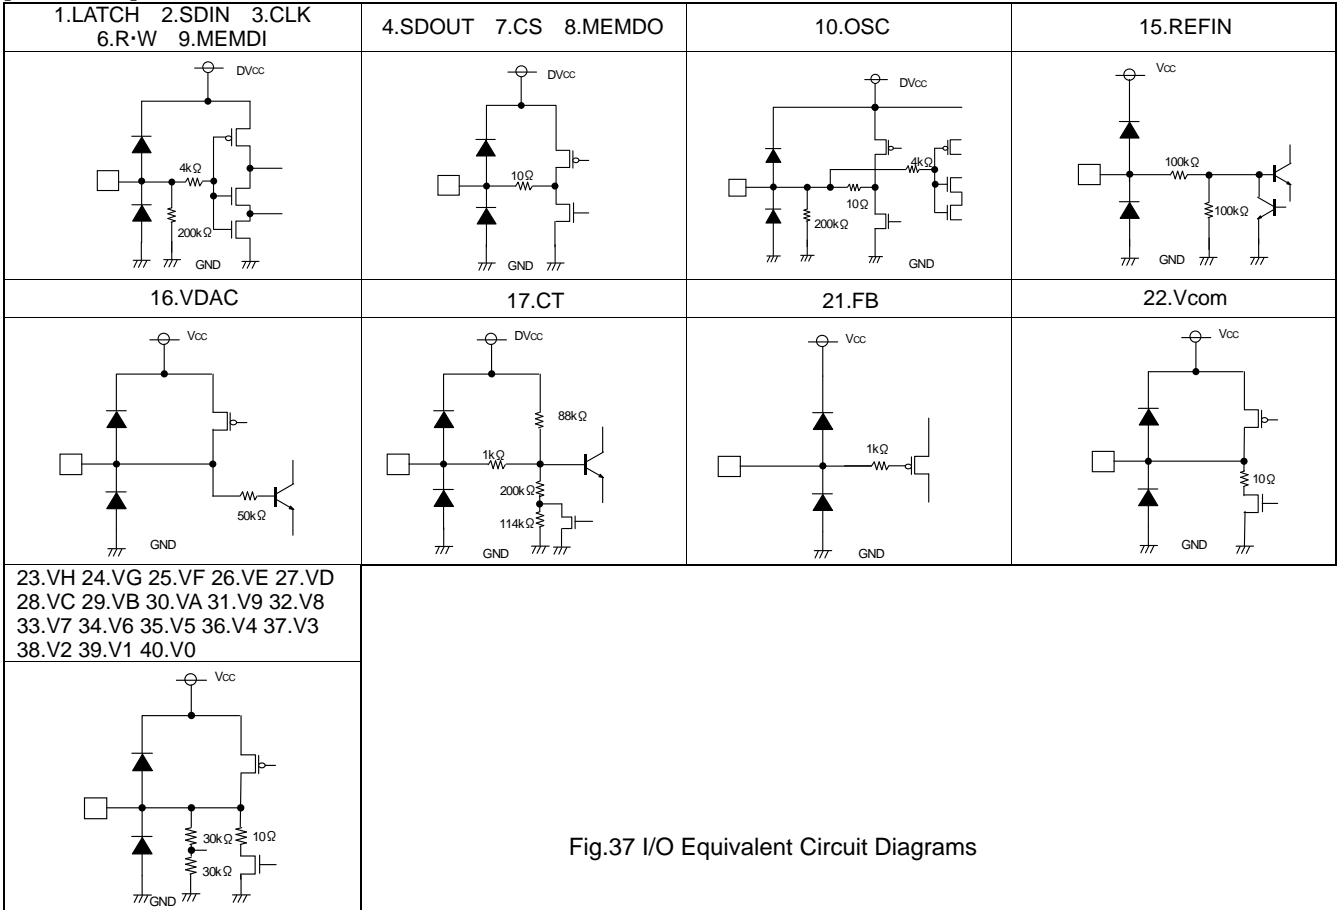 1.LATCH 2.SDIN 3.CLK
6.R･W 9.MEMDI
4.SDOUT 7.CS 8.MEMDO
10.OSC
15.REFIN
DVcc
4kΩ
200kΩ
GND
DVcc
10Ω
GND
DVcc
4kΩ
10Ω
200kΩ
GND
Vcc
100kΩ
100kΩ
GND
16.VDAC
17.CT
21.FB
22.Vcom
Vcc
50kΩ
GND
DVcc
88kΩ
1kΩ
200kΩ
114kΩ
GND
Vcc
1kΩ
GND
Vcc
10Ω
GND
23.VH 24.VG 25.VF 26.VE 27.VD
28.VC 29.VB 30.VA 31.V9 32.V8
33.V7 34.V6 35.V5 36.V4 37.V3
38.V2 39.V1 40.V0
Vcc
30kΩ 10Ω
30kΩ
GND
Fig.37 I/O Equivalent Circuit Diagrams